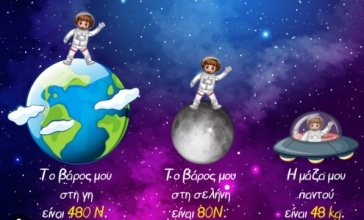 Το βάρος μου
στη γη
είναι 480 N.
Το βάρος μου
στη σελήνη
είναι 80N.
Η μάζα μου
παντού
είναι 48 kg.